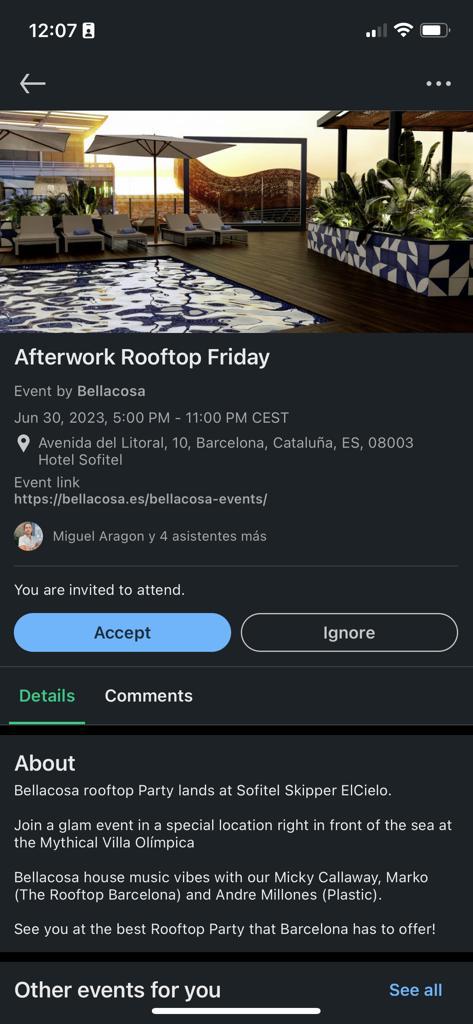 12:07
Afterwork Rooftop Friday
Event by Bellacosa
Jun 30, 2023, 5:00 PM - 11:00 PM CEST
Avenida del Litoral, 10, Barcelona, Cataluña, ES, 08003
Hotel Sofitel
Event link
https://bellacosa.es/bellacosa-events/
Miguel Aragon y 4 asistentes más
You are invited to attend.
Accept
Ignore
Details
Comments
About
Bellacosa rooftop Party lands at Sofitel Skipper ElCielo.
Join a glam event in a special location right in front of the sea at
the Mythical Villa Olímpica
Bellacosa house music vibes with our Micky Callaway, Marko
(The Rooftop Barcelona) and Andre Millones (Plastic).
See you at the best Rooftop Party that Barcelona has to offer!
Other events for you
See all